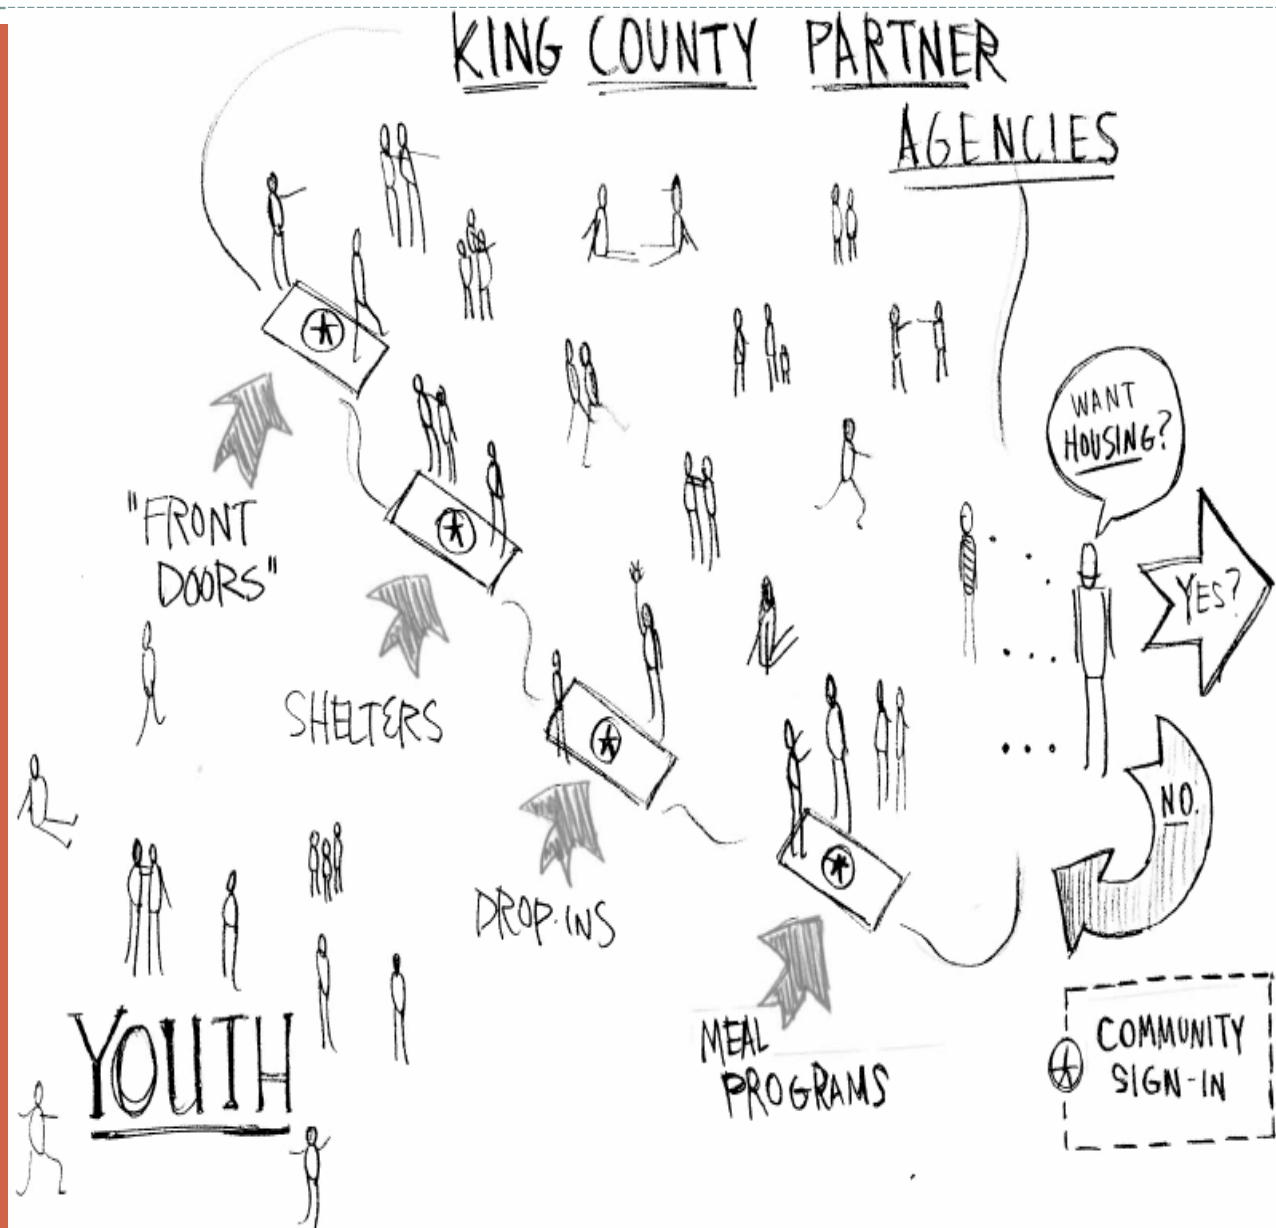 KING COUNTY PARTNER
AGENCIES
WANT
HOUSING?
YES?
NO.
"FRONT
DOORS"
SHELTERS
DROP-INS
MEAL
PROGRAMS
YOUTH
COMMUNITY
SIGN-IN